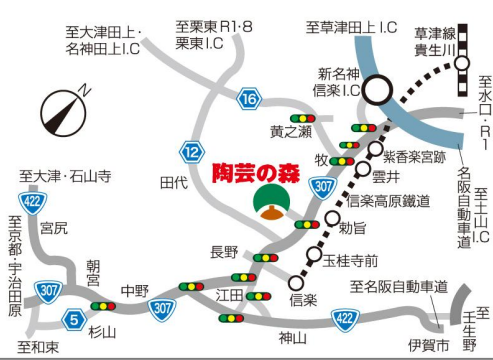 至大津田上・
名神田上I.C
至栗東R1・8
栗東I.C
至草津田上I.C
草津線
貴生川
至水口・R1
新名神
信楽I.C
16
黄之瀬
N
12
牧
紫香楽宮跡
雲井
陶芸の森
田代
307
名阪自動車道
至土山I.C
信楽高原鐵道
至大津・石山寺
422
勅旨
宮尻
至京都・宇治田原
長野
玉桂寺前
朝宮
307
中野
307
江田
信楽
至名阪自動車道
至壬生野
5
杉山
神山
422
伊賀市
至和束